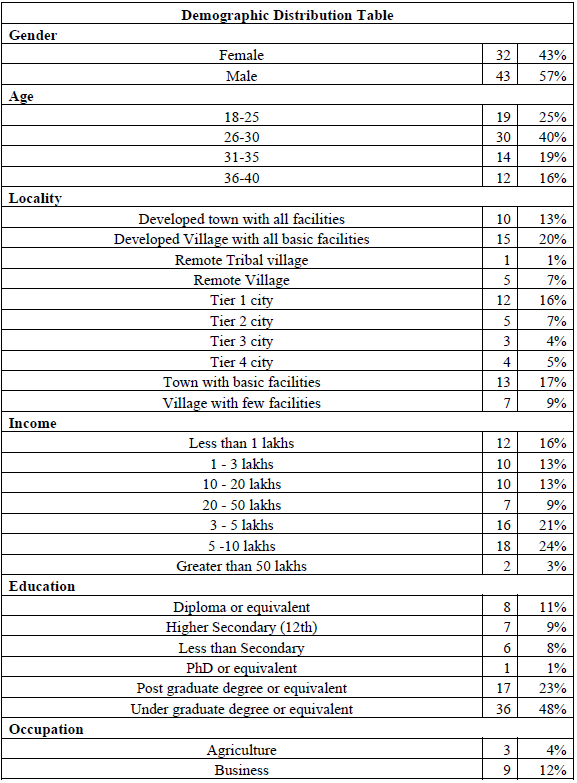 Demographic Distribution Table
Gender
Female 32 43%
Male 43 57%
Age
18-25 19 25%
26-30 30 40%
31-35 14 19%
36-40 12 16%
Locality
Developed town with all facilities 10 13%
Developed Village with all basic facilities 15 20%
Remote Tribal village 1 1%
Remote Village 5 7%
Tier 1 city 12 16%
Tier 2 city 5 7%
Tier 3 city 3 4%
Tier 4 city 4 5%
Town with basic facilities 13 17%
Village with few facilities 7 9%
Income
Less than 1 lakhs 12 16%
1 - 3 lakhs 10 13%
10 - 20 lakhs 10 13%
20 - 50 lakhs 7 9%
3 - 5 lakhs 16 21%
5 -10 lakhs 18 24%
Greater than 50 lakhs 2 3%
Education
Diploma or equivalent 8 11%
Higher Secondary (12th) 7 9%
Less than Secondary 6 8%
PhD or equivalent 1 1%
Post graduate degree or equivalent 17 23%
Under graduate degree or equivalent 36 48%
Occupation
Agriculture 3 4%
Business 9 12%